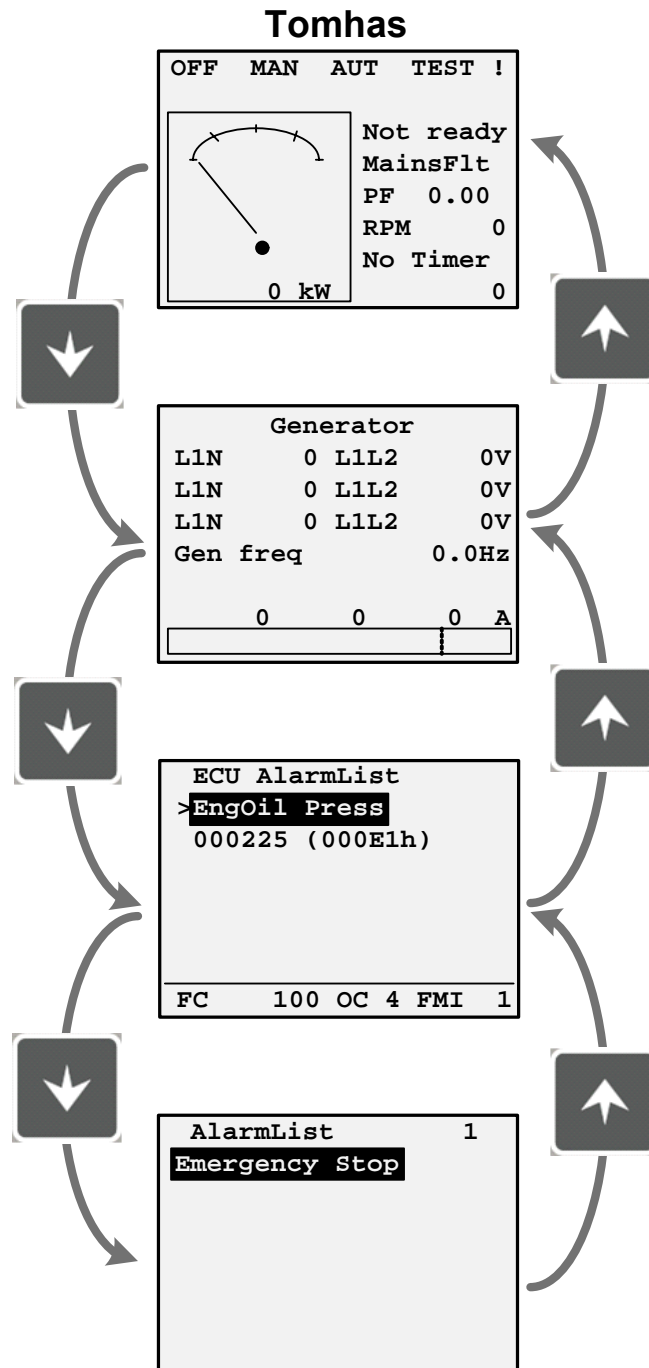 Tomhas
OFF MAN AUT TEST !
Not ready
MainsFlt
PF 0.00
RPM 0
No Timer
0 kW 0
Generator
L1N 0 L1L2 0V
L1N 0 L1L2 0V
L1N 0 L1L2 0V
Gen freq 0.0Hz
0 0 0 A
ECU AlarmList
>EngOil Press
000225 (000E1h)
FC 100 OC 4 FMI 1
AlarmList 1
Emergency Stop